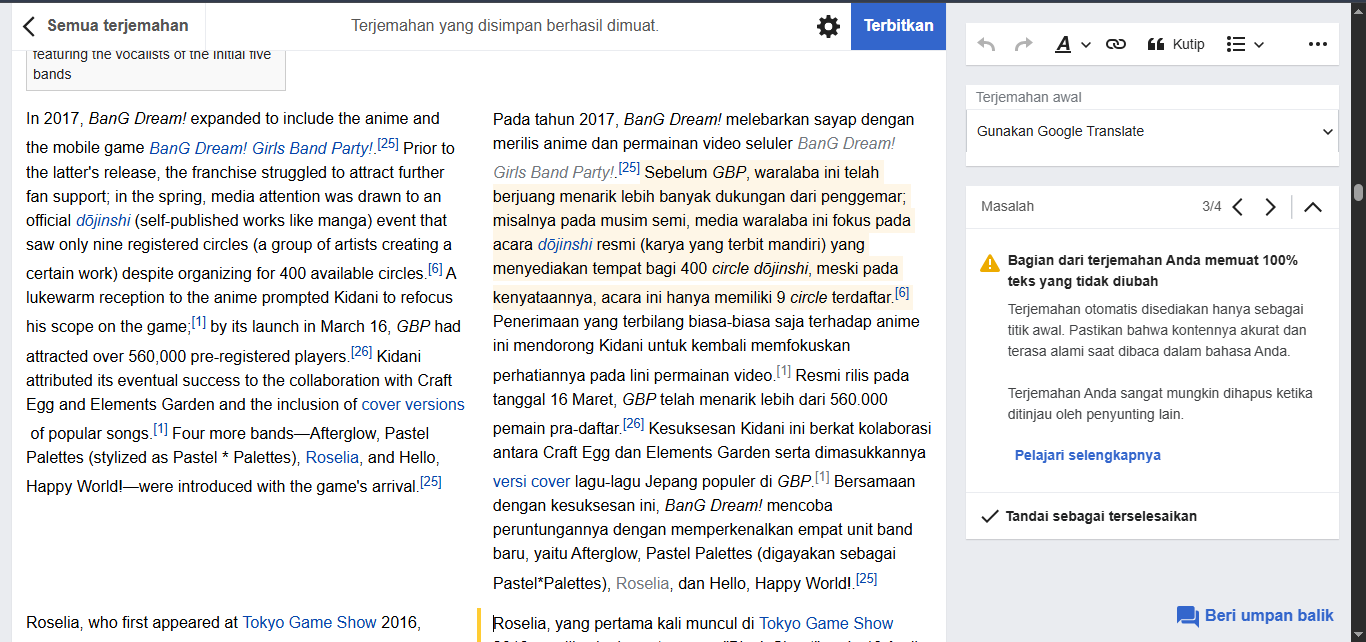 Semua terjemahan
Terjemahan yang disimpan berhasil dimuat.
Terbitkan
featuring the vocalists of the initial five
bands
In 2017, BanG Dream! expanded to include the anime and
the mobile game BanG Dream! Girls Band Party!.[25] Prior to
the latter's release, the franchise struggled to attract further
fan support; in the spring, media attention was drawn to an
official dōjinshi (self-published works like manga) event that
saw only nine registered circles (a group of artists creating a
certain work) despite organizing for 400 available circles.[6] A
lukewarm reception to the anime prompted Kidani to refocus
his scope on the game;[1] by its launch in March 16, GBP had
attracted over 560,000 pre-registered players.[26] Kidani
attributed its eventual success to the collaboration with Craft
Egg and Elements Garden and the inclusion of cover versions
of popular songs.[1] Four more bands—Afterglow, Pastel
Palettes (stylized as Pastel * Palettes), Roselia, and Hello,
Happy World!—were introduced with the game's arrival.[25]
Roselia, who first appeared at Tokyo Game Show 2016,
Pada tahun 2017, BanG Dream! melebarkan sayap dengan
merilis anime dan permainan video seluler BanG Dream!
Girls Band Party!.[25] Sebelum GBP, waralaba ini telah
berjuang menarik lebih banyak dukungan dari penggemar;
misalnya pada musim semi, media waralaba ini fokus pada
acara dōjinshi resmi (karya yang terbit mandiri) yang
menyediakan tempat bagi 400 circle dōjinshi, meski pada
kenyataannya, acara ini hanya memiliki 9 circle terdaftar.[6]
Penerimaan yang terbilang biasa-biasa saja terhadap anime
ini mendorong Kidani untuk kembali memfokuskan
perhatiannya pada lini permainan video.[1] Resmi rilis pada
tanggal 16 Maret, GBP telah menarik lebih dari 560.000
pemain pra-daftar.[26] Kesuksesan Kidani ini berkat kolaborasi
antara Craft Egg dan Elements Garden serta dimasukkannya
versi cover lagu-lagu Jepang populer di GBP.[1] Bersamaan
dengan kesuksesan ini, BanG Dream! mencoba
peruntungannya dengan memperkenalkan empat unit band
baru, yaitu Afterglow, Pastel Palettes (digayakan sebagai
Pastel*Palettes), Roselia, dan Hello, Happy World!.[25]
Roselia, yang pertama kali muncul di Tokyo Game Show
A
Kutip
Terjemahan awal
Gunakan Google Translate
Masalah
3/4
Bagian dari terjemahan Anda memuat 100%
teks yang tidak diubah
Terjemahan otomatis disediakan hanya sebagai
titik awal. Pastikan bahwa kontennya akurat dan
terasa alami saat dibaca dalam bahasa Anda.
Terjemahan Anda sangat mungkin dihapus ketika
ditinjau oleh penyunting lain.
Pelajari selengkapnya
Tandai sebagai terselesaikan
Beri umpan balik